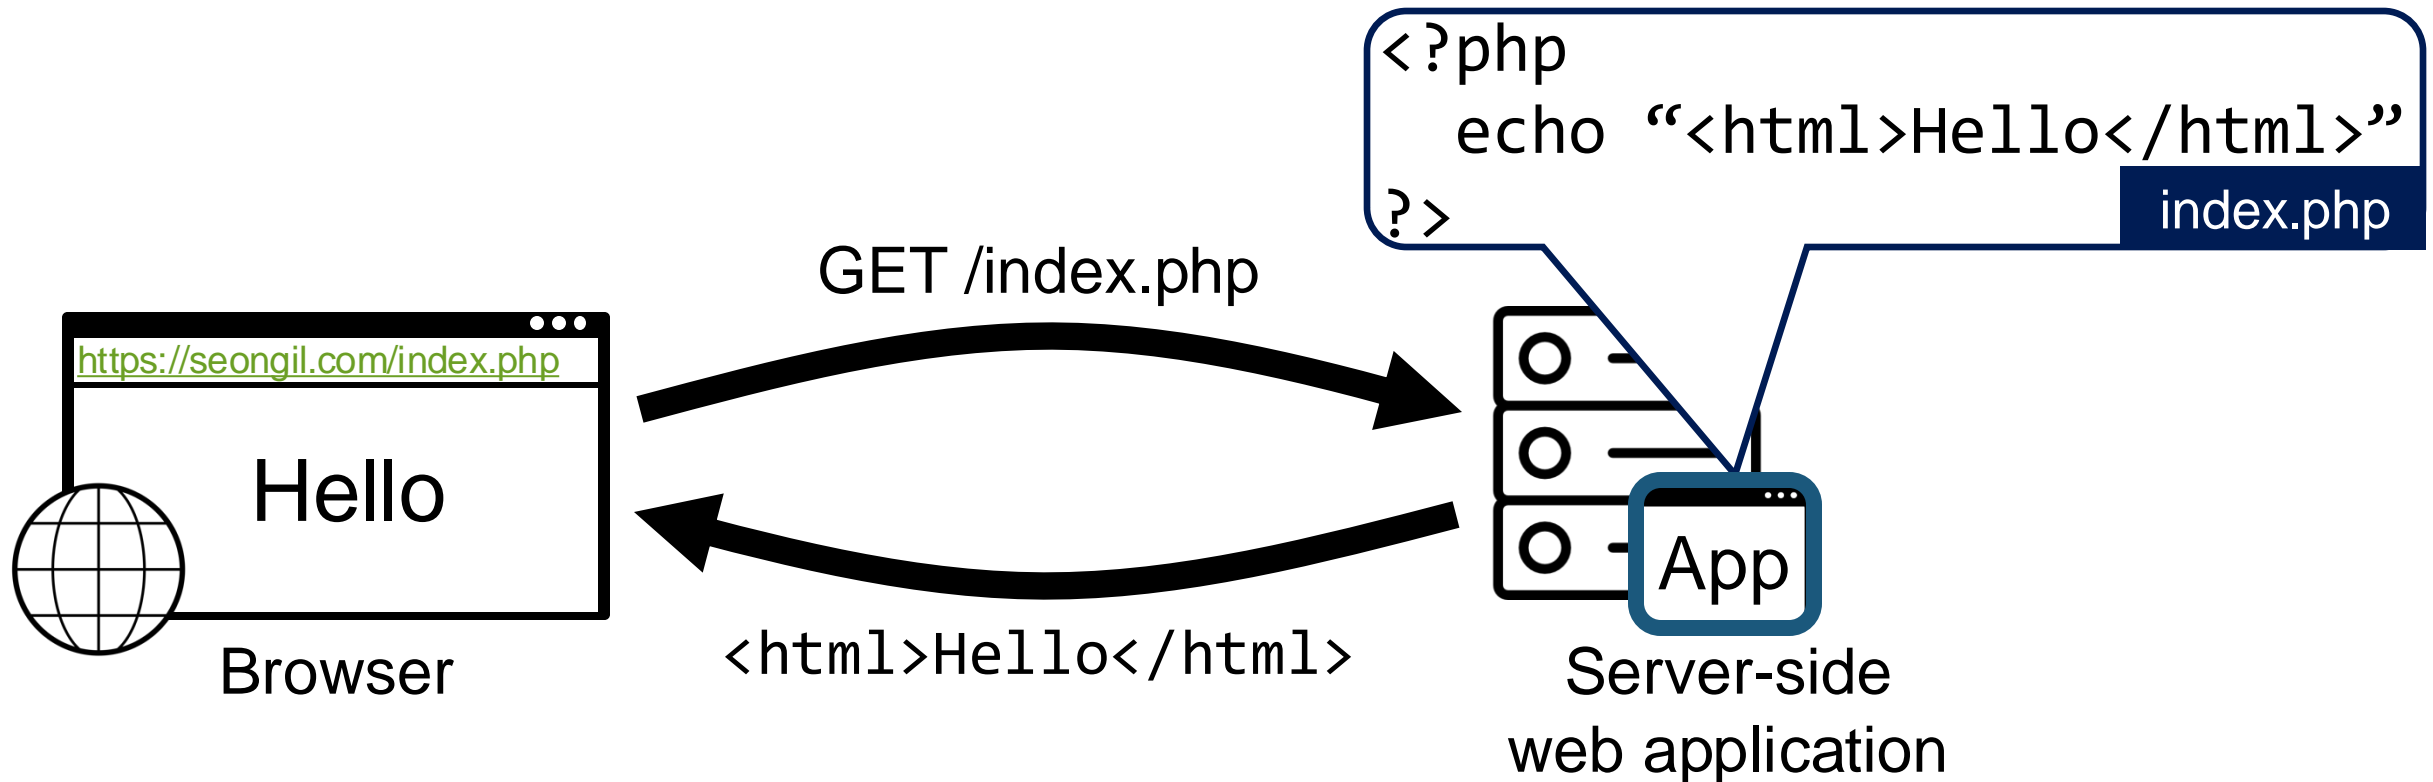 <?php
echo “<html>Hello</html>”
?>
index.php
GET /index.php
https://seongil.com/index.php
Hello
App
Browser
<html>Hello</html>
Server-side
web application